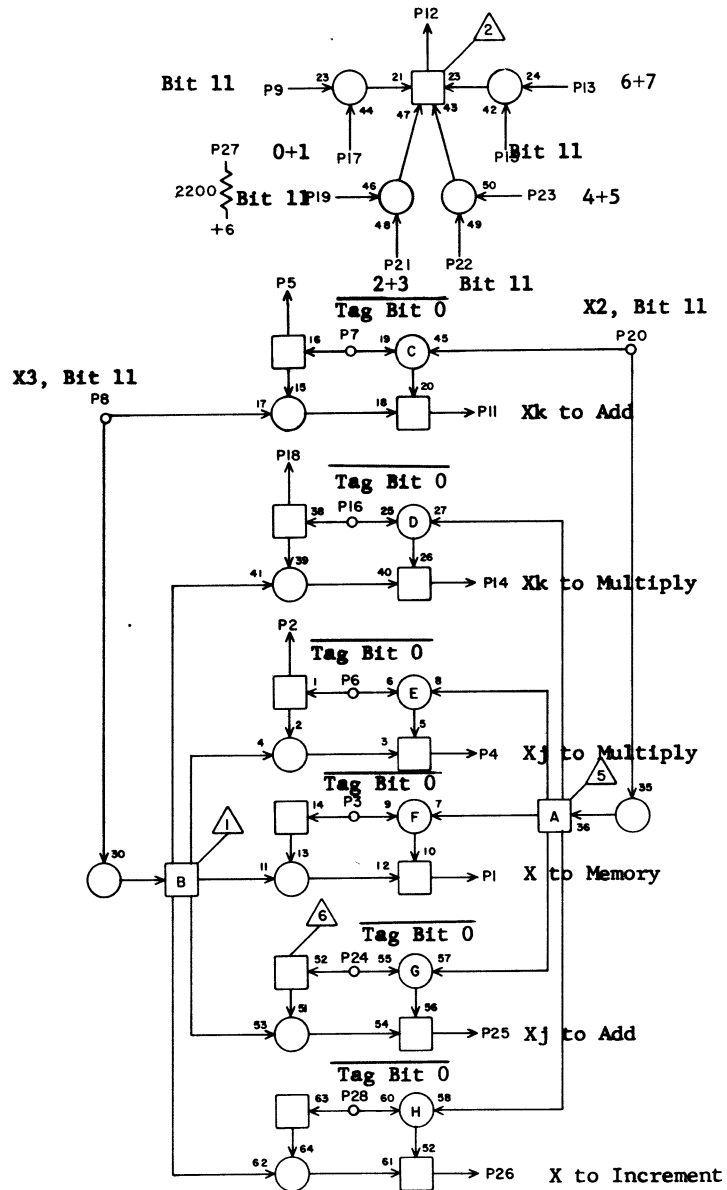 P12
2
Bit 11 P9 23 21 23 24 P13 6+7
44 47 43 42
P27 0+1 P17 P15 Bit 11
2200 Bit 11 P19 46 50 P23 4+5
+6 48 49
P21 P22
P5 2+3 Bit 11
Tag Bit 0 X2, Bit 11
16 P7 19 C 45 P20
X3, Bit 11
P8 17 15 18 20 P11 Xk to Add
P18
Tag Bit 0
38 P16 25 D 27
41 39 40 26 P14 Xk to Multiply
P2
Tag Bit 0
1 P6 6 E 8
4 2 3 5 P4 Xj to Multiply
Tag Bit 0 5 35
14 P3 9 F 7 A 36
1
30 B 11 13 12 10 P1 X to Memory
6 Tag Bit 0
52 P24 55 G 57
53 51 54 56 P25 Xj to Add
Tag Bit 0
63 P28 60 H 58
62 64 61 52 P26 X to Increment